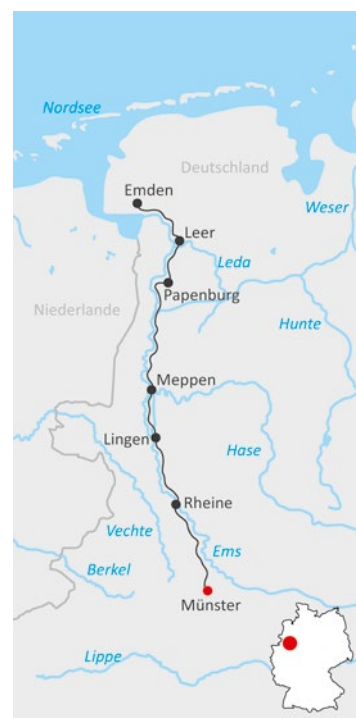 Nordsee
Deutschland
Emden
Weser
Leer
Leda
Papenburg
Niederlande
Hunte
Meppen
Lingen
Hase
Rheine
Vechte
Ems
Berkel
Münster
Lippe